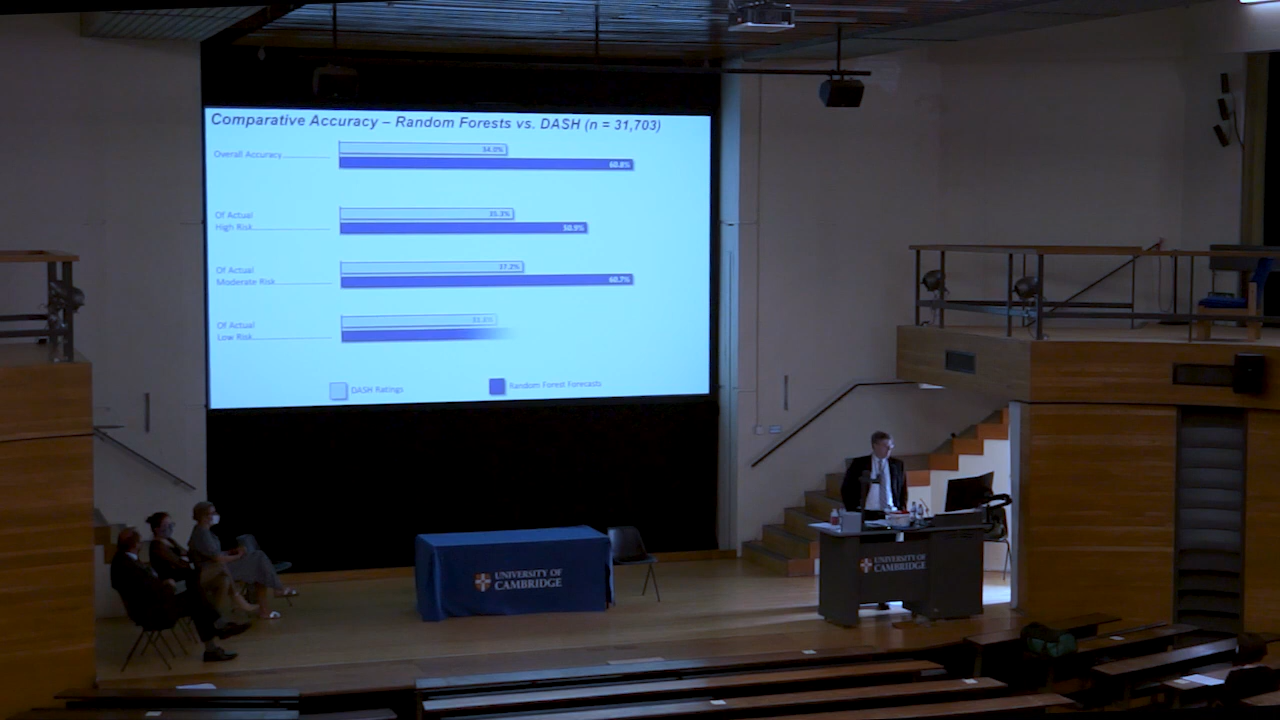 Comparative Accuracy – Random Forests vs. DASH (n = 31,703)
Overall Accuracy
34.0%
60.8%
Of Actual
High Risk
35.3%
50.9%
Of Actual
Moderate Risk
37.2%
60.7%
Of Actual
Low Risk
DASH Ratings
Random Forest Forecasts
UNIVERSITY OF
CAMBRIDGE
UNIVERSITY OF
CAMBRIDGE